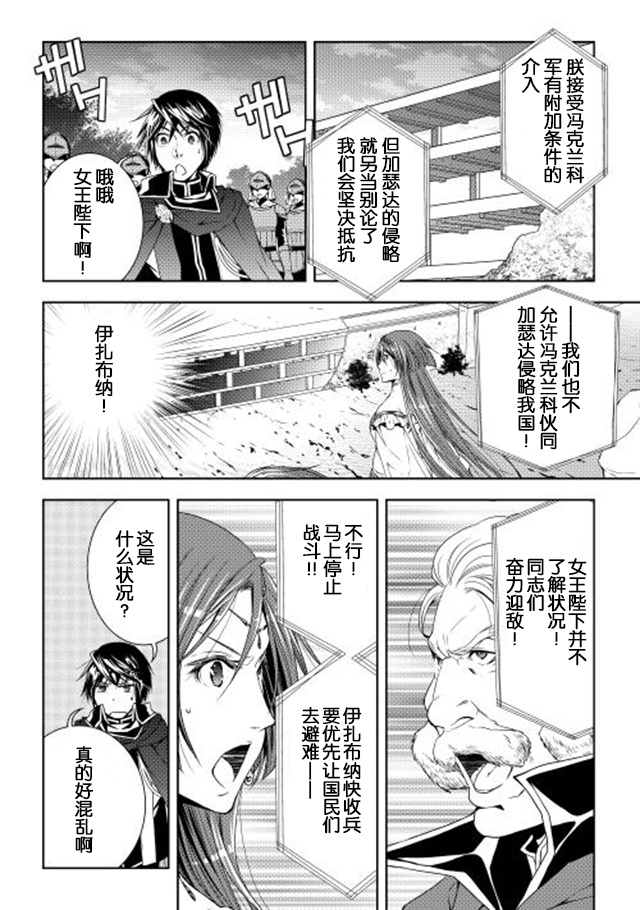 朕接受冯克兰科
军有附加条件的
介入
但加瑟达的侵略
就另当别论了
我们会坚决抵抗
ザッ
ザッ
哦哦
女王陛下啊！
——我们也不
允许冯克兰科伙同
加瑟达侵略我国！
伊扎布纳！
女王陛下并不
了解状况！
同志们
奋力迎敌！
不行！
马上停止
战斗!!
伊扎布纳快收兵
要优先让国民们
去避难——
这是
什么状况？
真的好混乱啊